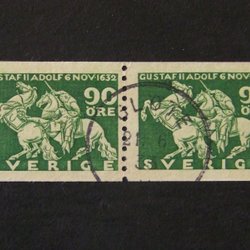 GUSTAF II ADOLF 6 NOV·1632
90
ÖRE
SVERIGE
GUSTAF II ADOLF 6 NOV·1632
90
ÖRE
SVERIGE